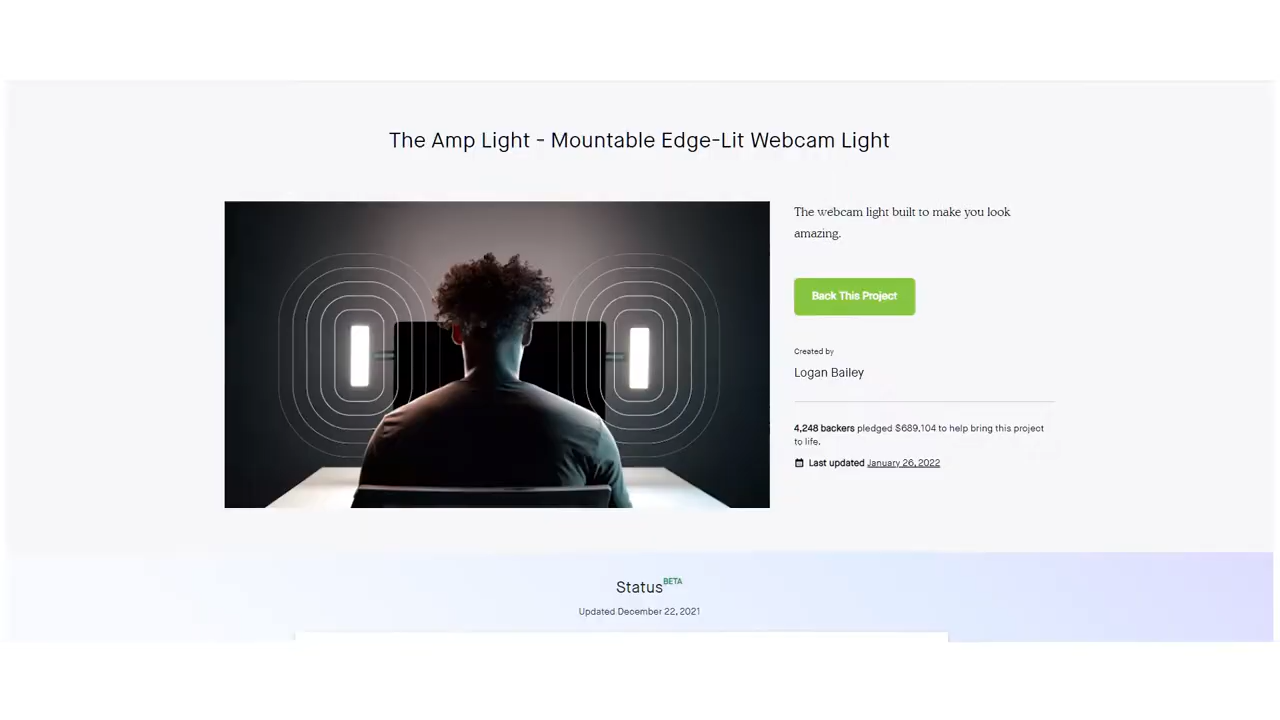 The Amp Light - Mountable Edge-Lit Webcam Light
The webcam light built to make you look
amazing.
Back This Project
Created by
Logan Bailey
4,248 backers pledged $689,104 to help bring this project
to life.
Last updated January 26, 2022
Status BETA
Updated December 22, 2021